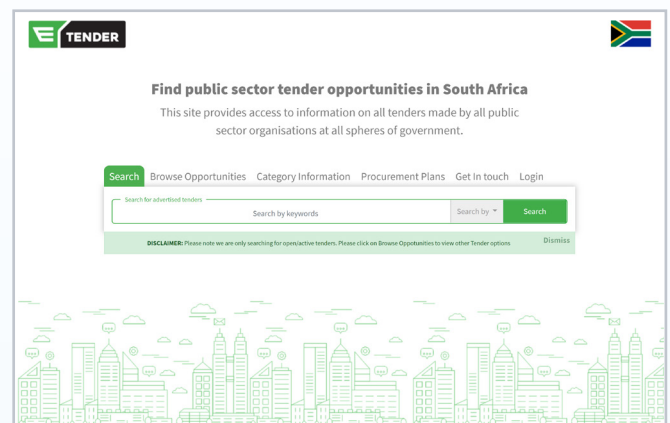 E TENDER
Find public sector tender opportunities in South Africa
This site provides access to information on all tenders made by all public
sector organisations at all spheres of government.
Search Browse Opportunities Category Information Procurement Plans Get In touch Login
Search for advertised tenders
Search by keywords Search by Search
DISCLAIMER: Please note we are only searching for open/active tenders. Please click on Browse Oppotunities to view other Tender options Dismiss